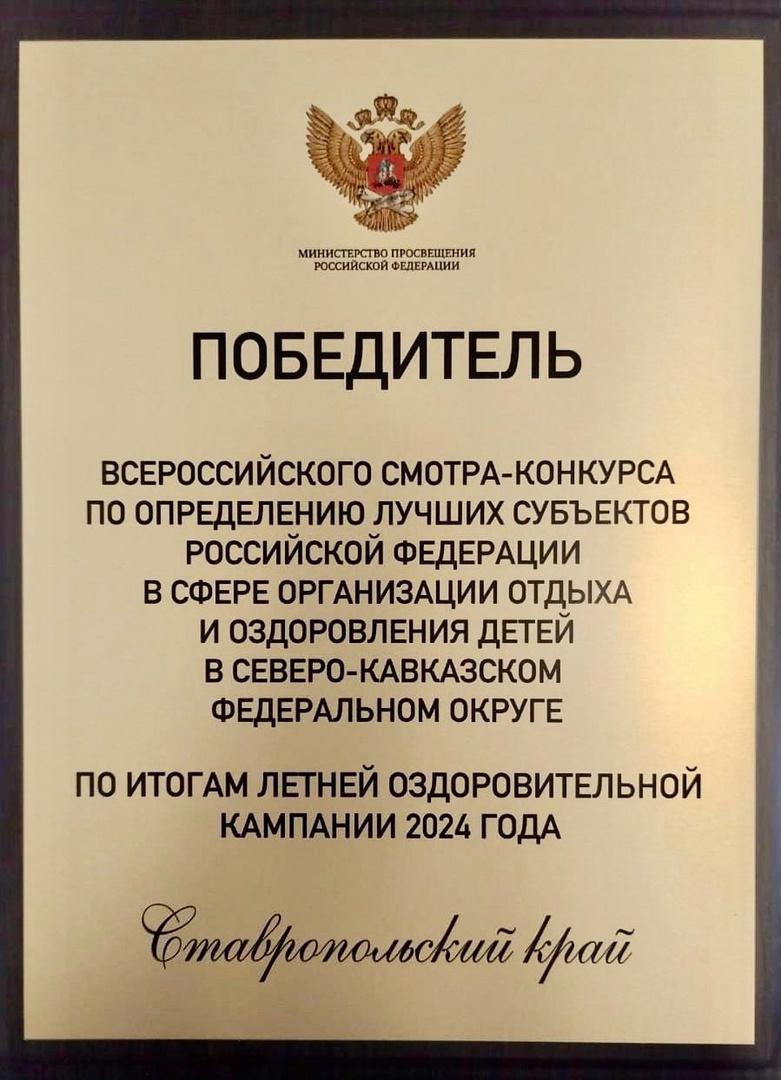 МИНИСТЕРСТВО ПРОСВЕЩЕНИЯ
РОССИЙСКОЙ ФЕДЕРАЦИИ
ПОБЕДИТЕЛЬ
ВСЕРОССИЙСКОГО СМОТРА-КОНКУРСА
ПО ОПРЕДЕЛЕНИЮ ЛУЧШИХ СУБЪЕКТОВ
РОССИЙСКОЙ ФЕДЕРАЦИИ
В СФЕРЕ ОРГАНИЗАЦИИ ОТДЫХА
И ОЗДОРОВЛЕНИЯ ДЕТЕЙ
В СЕВЕРО-КАВКАЗСКОМ
ФЕДЕРАЛЬНОМ ОКРУГЕ
ПО ИТОГАМ ЛЕТНЕЙ ОЗДОРОВИТЕЛЬНОЙ
КАМПАНИИ 2024 ГОДА
Ставропольский край